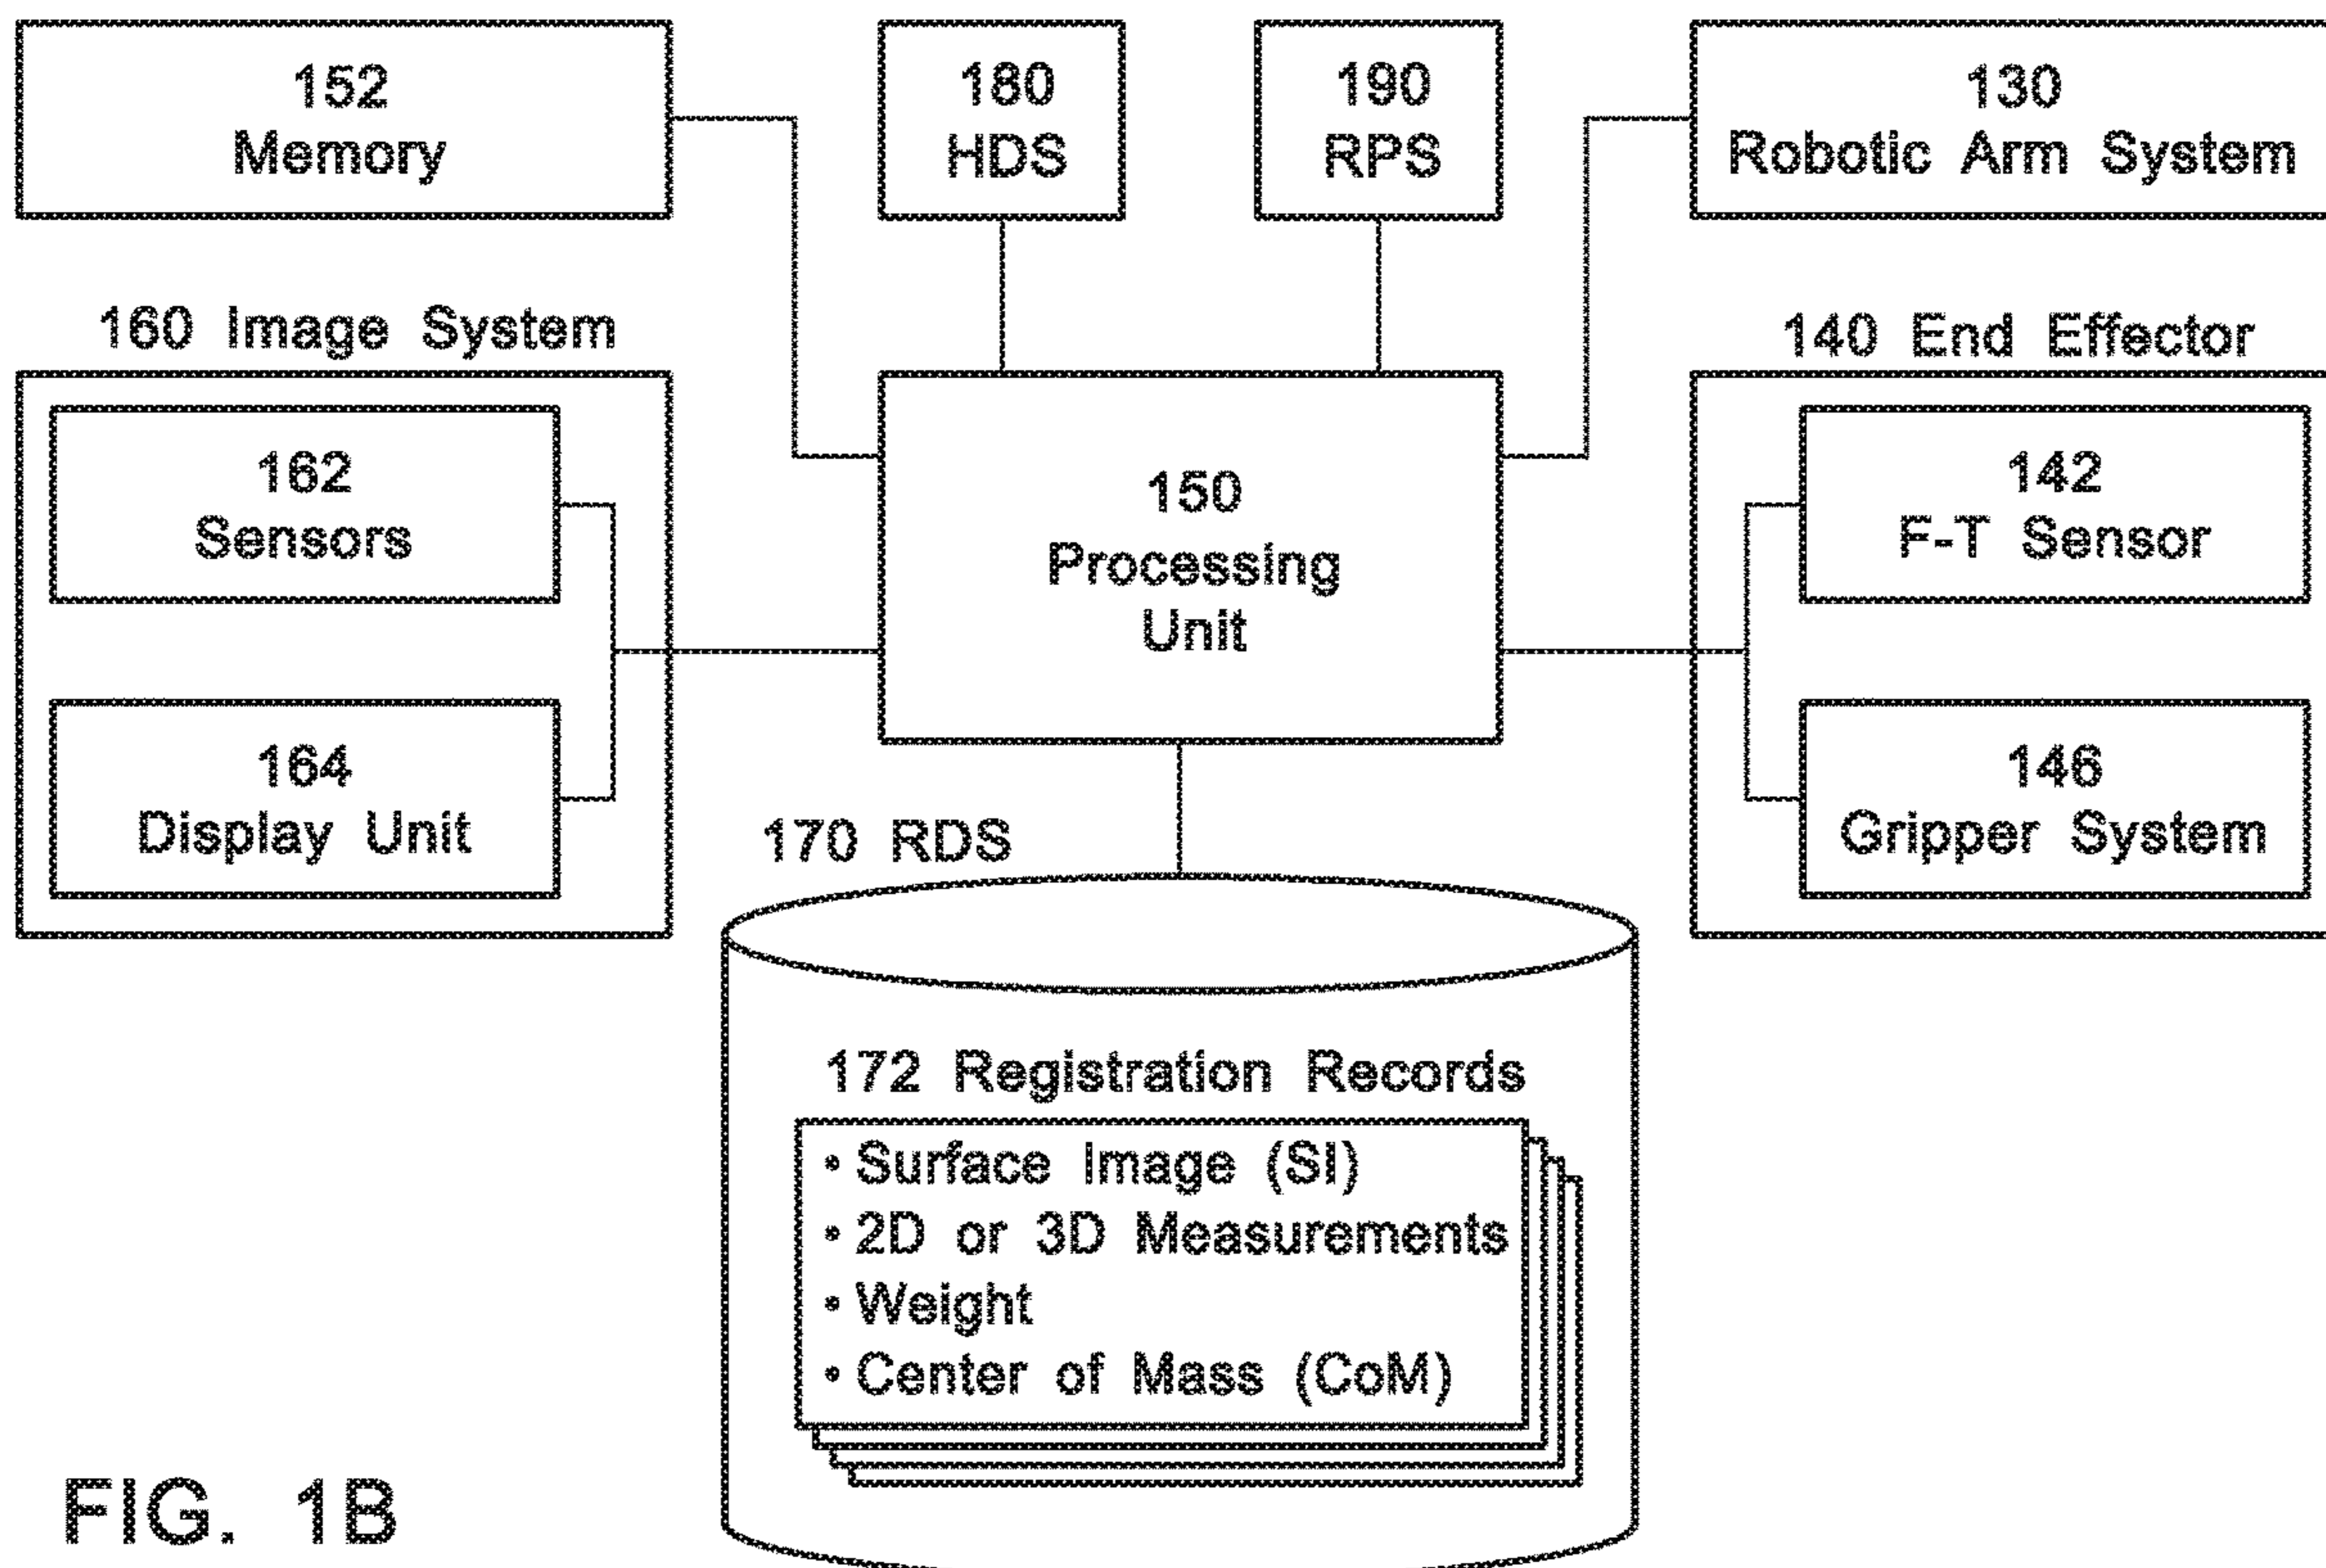 152
Memory
180
HDS
190
RPS
130
Robotic Arm System
160 Image System
140 End Effector
162
Sensors
150
Processing
Unit
142
F-T Sensor
164
Display Unit
146
Gripper System
170 RDS
172 Registration Records
• Surface Image (SI)
• 2D or 3D Measurements
• Weight
• Center of Mass (CoM)
FIG. 1B